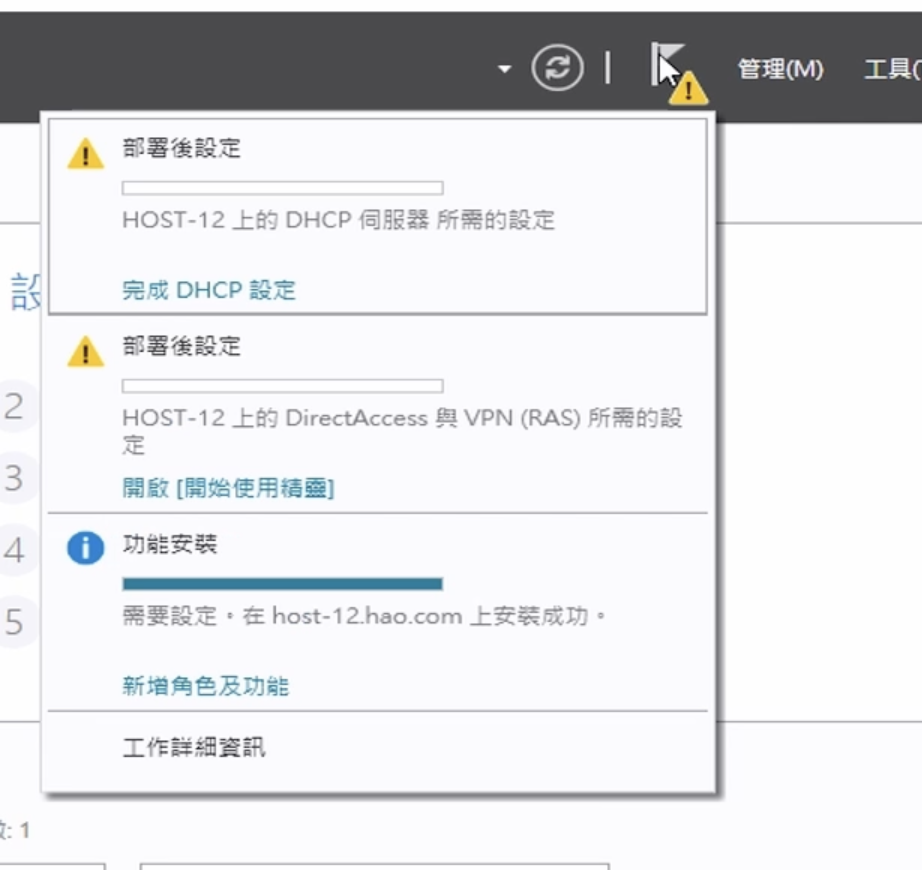 管理(M) 工具(
部署後設定
HOST-12 上的 DHCP 伺服器 所需的設定
完成 DHCP 設定
部署後設定
HOST-12 上的 DirectAccess 與 VPN (RAS) 所需的設
定
開啟 [開始使用精靈]
功能安裝
需要設定。在 host-12.hao.com 上安裝成功。
新增角色及功能
工作詳細資訊
設
2
3
4
5
: 1